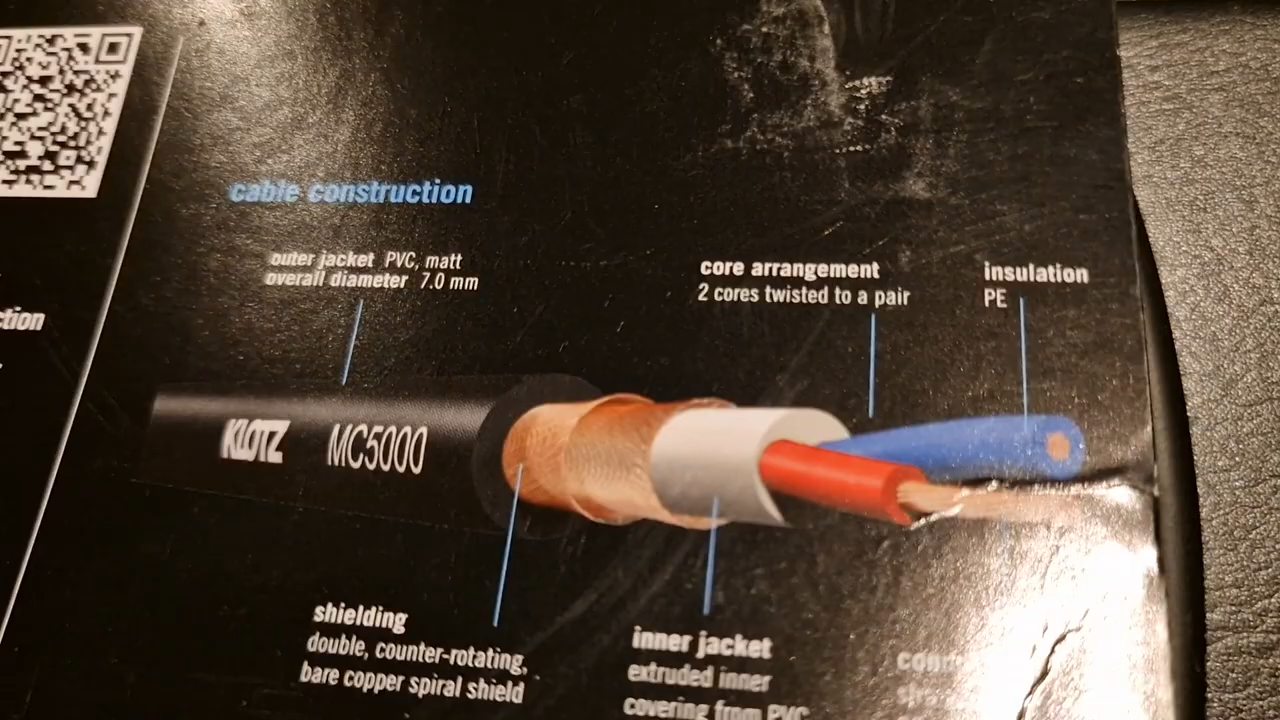 cable construction
outer jacket PVC, matt
overall diameter 7.0 mm
core arrangement
2 cores twisted to a pair
insulation
PE
ction
KLOTZ MC5000
shielding
double, counter-rotating,
bare copper spiral shield
inner jacket
extruded inner
covering from PVC